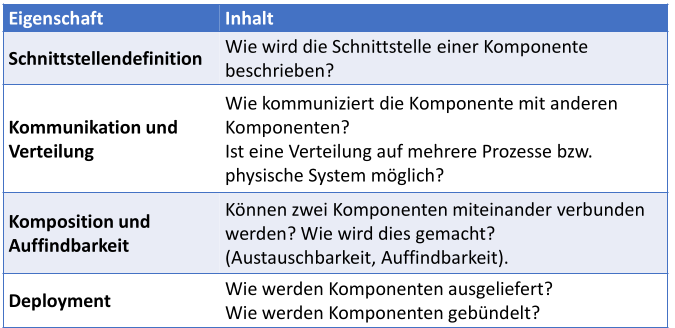 Eigenschaft Inhalt
Schnittstellendefinition
Wie wird die Schnittstelle einer Komponente
beschrieben?
Kommunikation und
Verteilung
Wie kommuniziert die Komponente mit anderen
Komponenten?
Ist eine Verteilung auf mehrere Prozesse bzw.
physische System möglich?
Komposition und
Auffindbarkeit
Können zwei Komponenten miteinander verbunden
werden? Wie wird dies gemacht?
(Austauschbarkeit, Auffindbarkeit).
Deployment
Wie werden Komponenten ausgeliefert?
Wie werden Komponenten gebündelt?